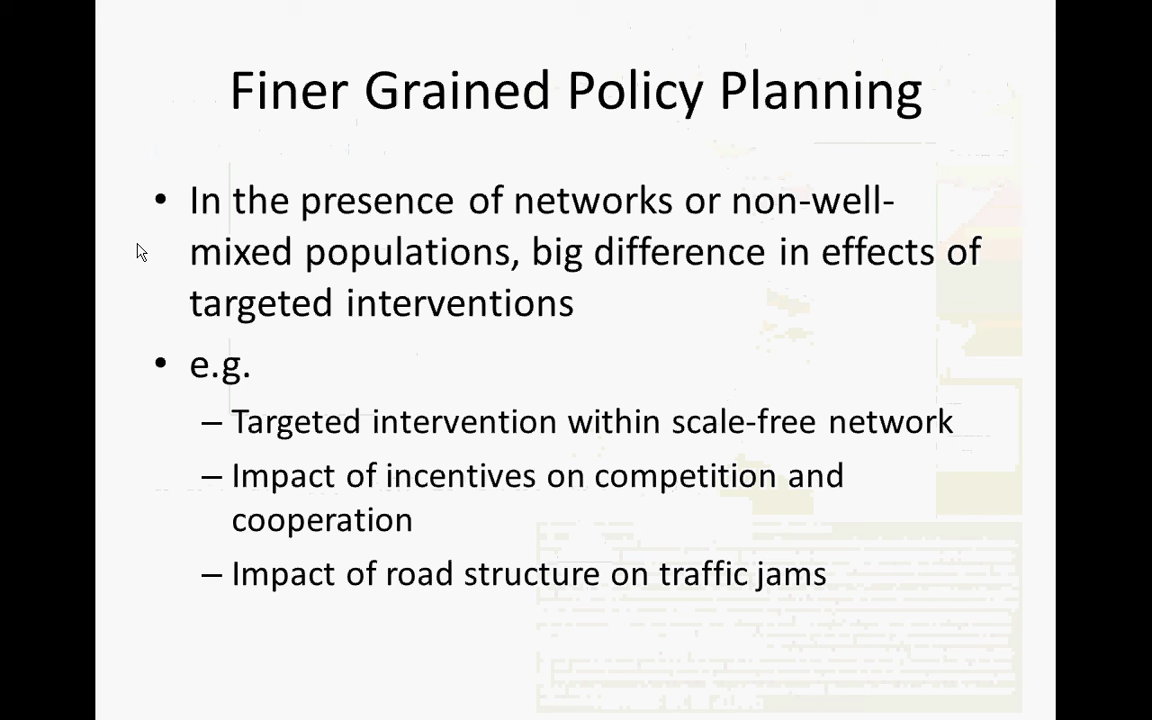 Finer Grained Policy Planning
• In the presence of networks or non-well-
mixed populations, big difference in effects of
targeted interventions
• e.g.
– Targeted intervention within scale-free network
– Impact of incentives on competition and
cooperation
– Impact of road structure on traffic jams